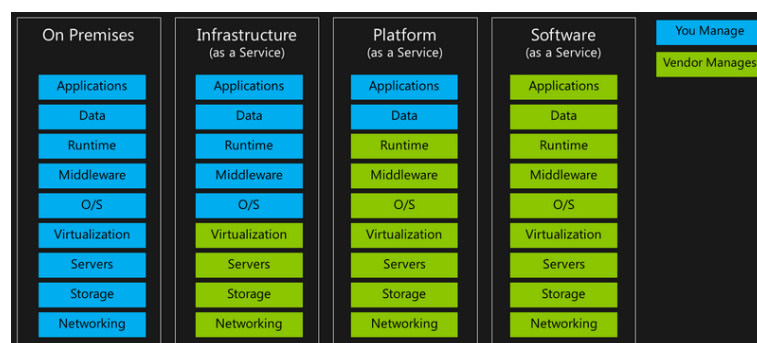 On Premises
Applications
Data
Runtime
Middleware
O/S
Virtualization
Servers
Storage
Networking
Infrastructure
(as a Service)
Applications
Data
Runtime
Middleware
O/S
Virtualization
Servers
Storage
Networking
Platform
(as a Service)
Applications
Data
Runtime
Middleware
O/S
Virtualization
Servers
Storage
Networking
Software
(as a Service)
Applications
Data
Runtime
Middleware
O/S
Virtualization
Servers
Storage
Networking
You Manage
Vendor Manages